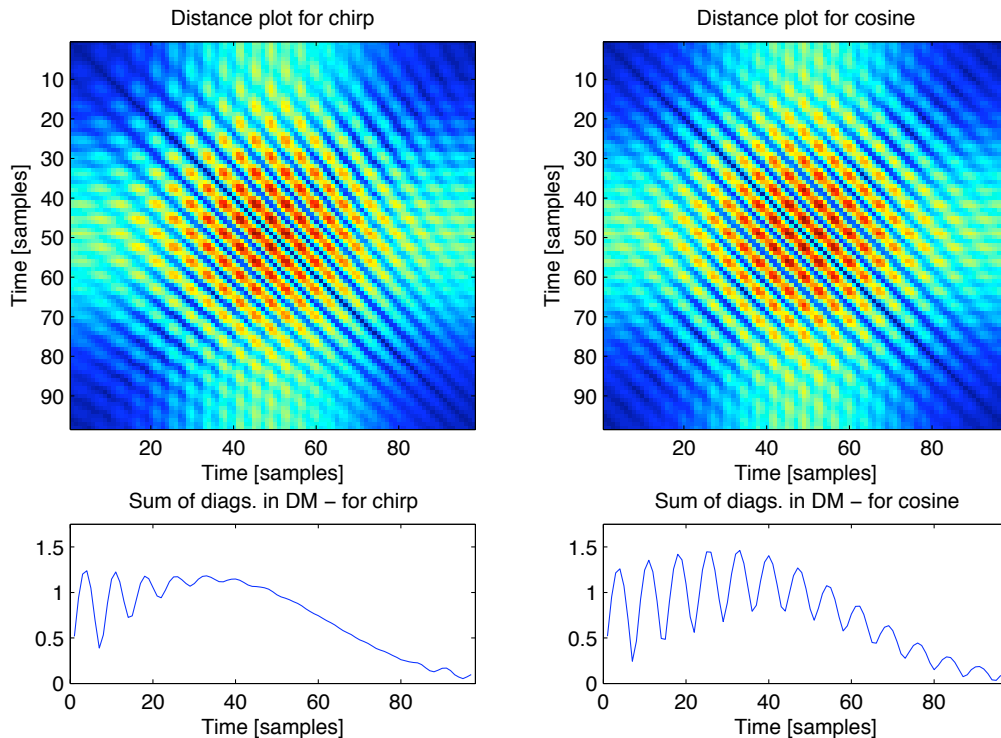 Distance plot for chirp
Distance plot for cosine
Time [samples]
10
20
30
40
50
60
70
80
90
20 40 60 80
Time [samples]
Time [samples]
10
20
30
40
50
60
70
80
90
20 40 60 80
Time [samples]
Sum of diags. in DM − for chirp
Sum of diags. in DM − for cosine
1.5
1
0.5
0
0 20 40 60 80
Time [samples]
1.5
1
0.5
0
0 20 40 60 80
Time [samples]